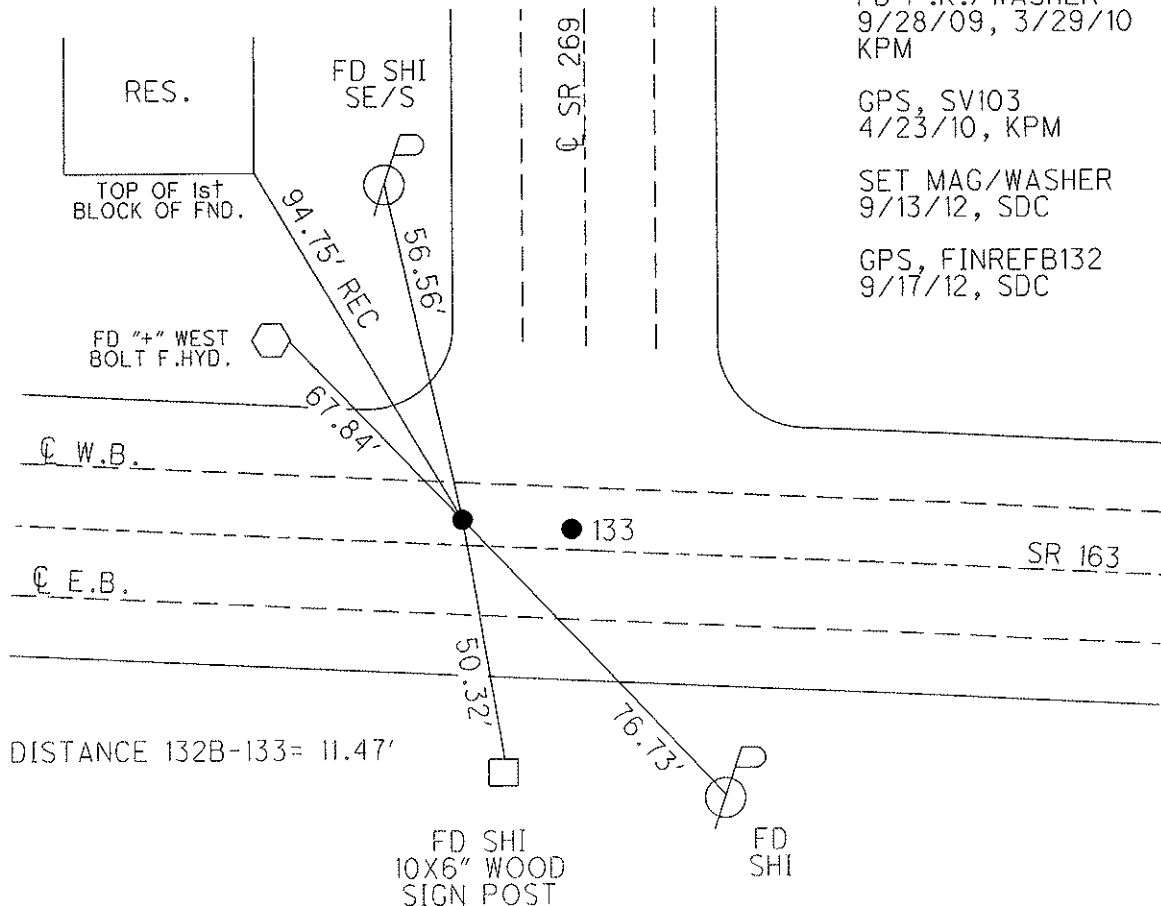 9/28/09, 3/29/10
KPM
GPS, SV103
4/23/10, KPM
SET MAG/WASHER
9/13/12, SDC
GPS, FINREFB132
9/17/12, SDC
RES.
FD SHI
SE/S
℄ SR 269
TOP OF 1st
BLOCK OF FND.
94.75' REC
56.56'
FD "+" WEST
BOLT F.HYD.
67.84'
℄ W.B.
133
SR 163
℄ E.B.
50.32'
76.73'
DISTANCE 132B-133= 11.47'
FD SHI
10X6" WOOD
SIGN POST
FD
SHI